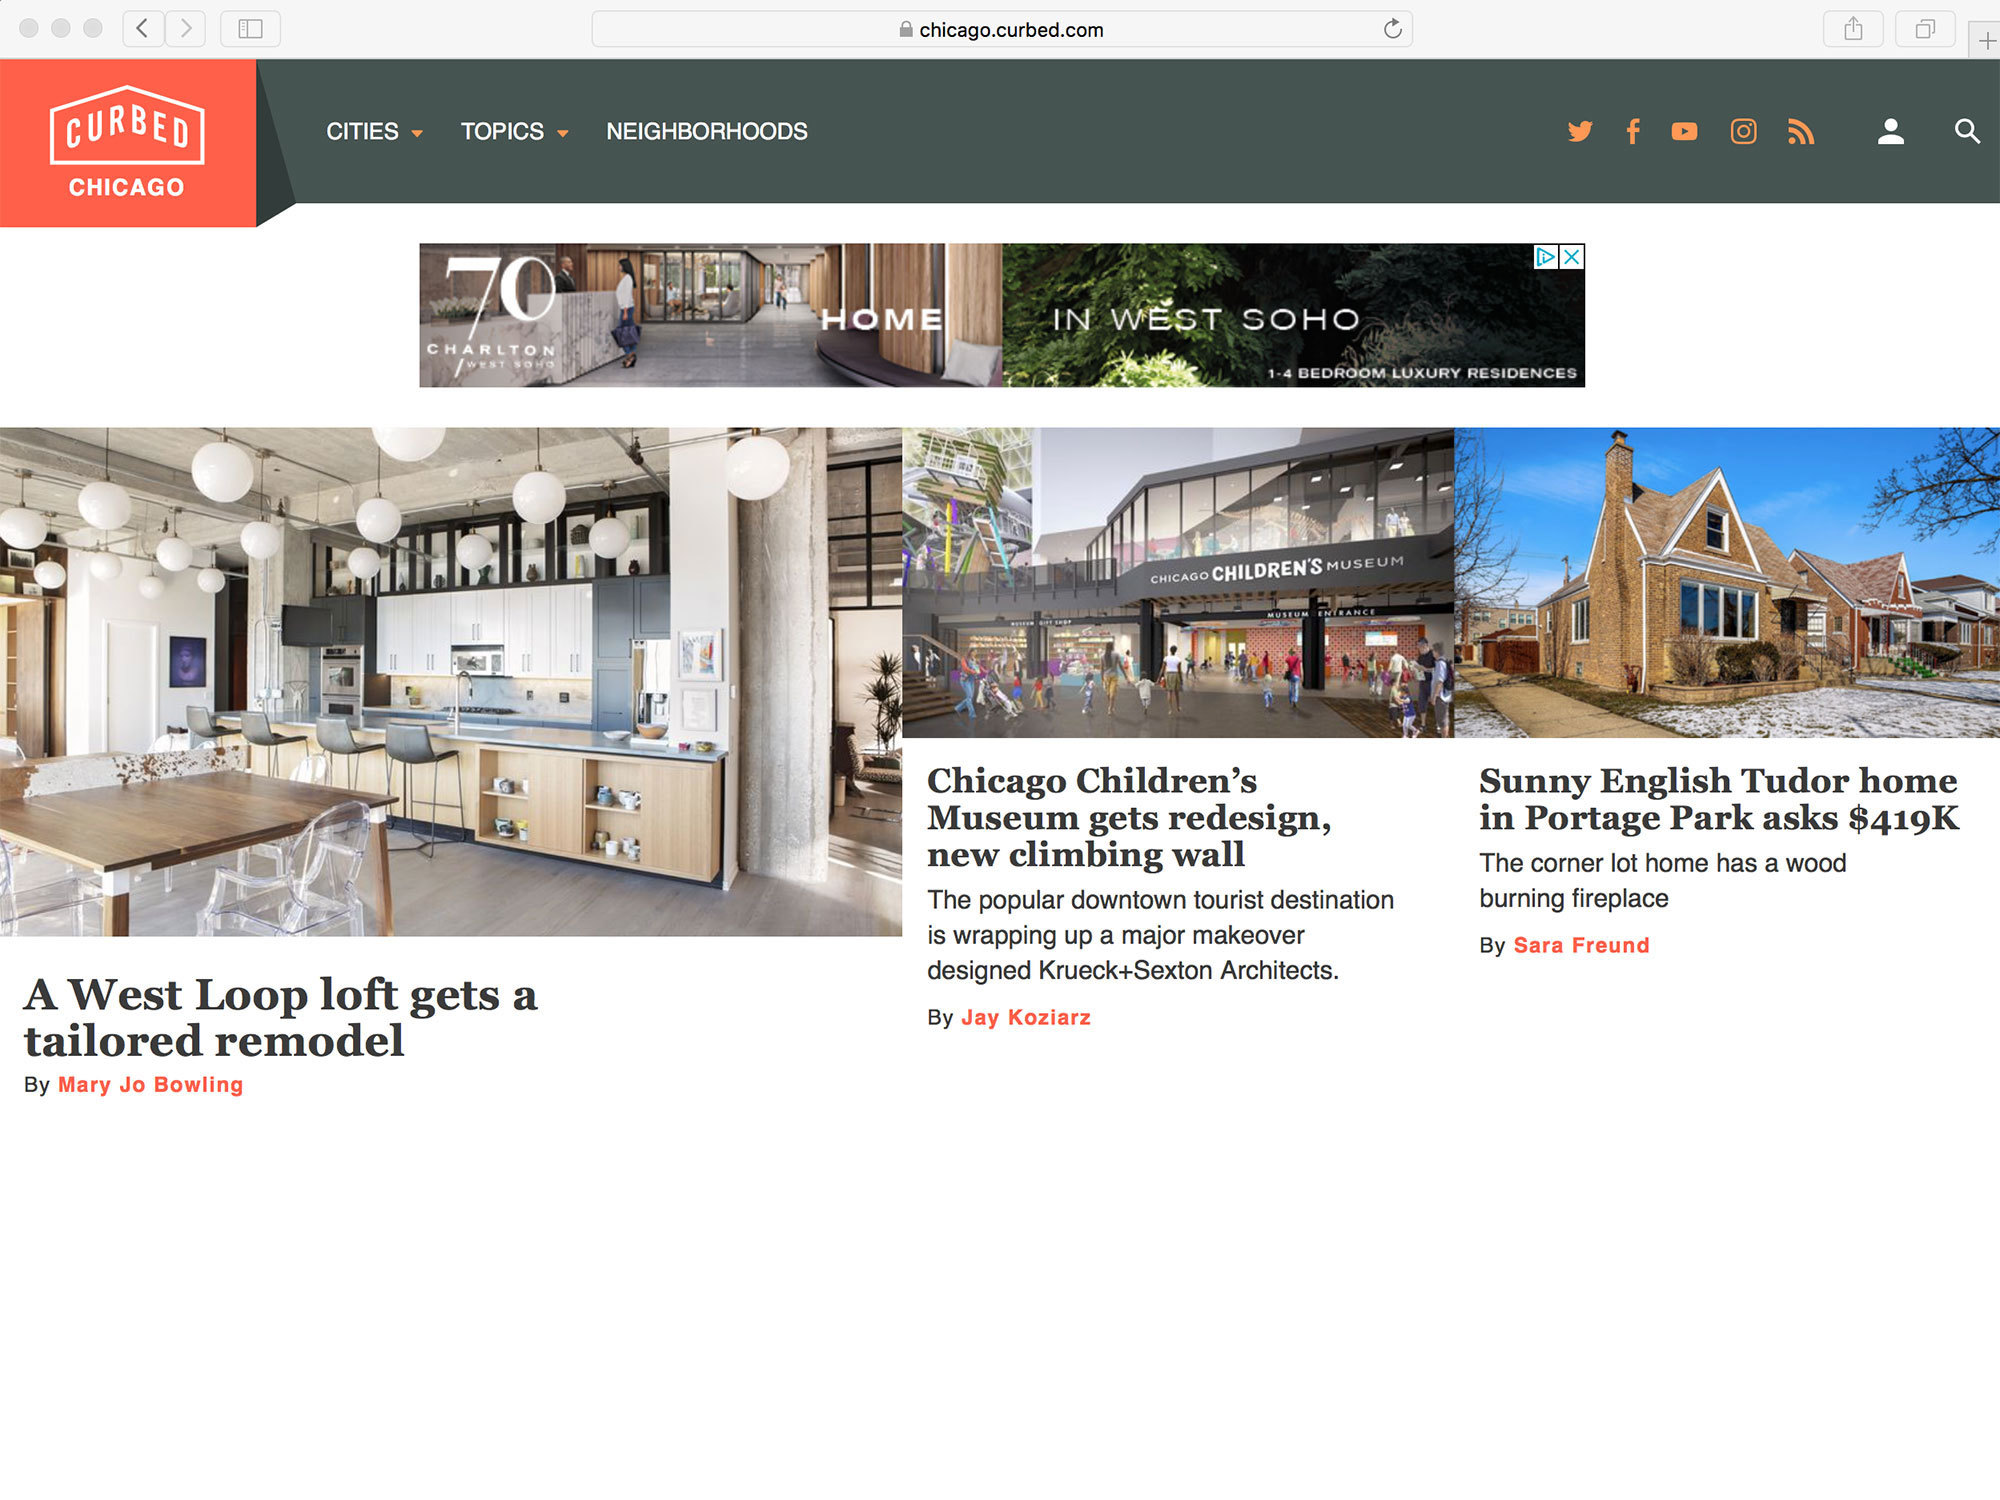 chicago.curbed.com
CURBED
CHICAGO
CITIES
TOPICS
NEIGHBORHOODS
70
CHARLTON
WEST SOHO
HOME
IN WEST SOHO
1-4 BEDROOM LUXURY RESIDENCES
CHICAGO CHILDREN'S MUSEUM
MUSEUM GIFT SHOP
MUSEUM ENTRANCE
A West Loop loft gets a
tailored remodel
By Mary Jo Bowling
Chicago Children’s
Museum gets redesign,
new climbing wall
The popular downtown tourist destination
is wrapping up a major makeover
designed Krueck+Sexton Architects.
By Jay Koziarz
Sunny English Tudor home
in Portage Park asks $419K
The corner lot home has a wood
burning fireplace
By Sara Freund